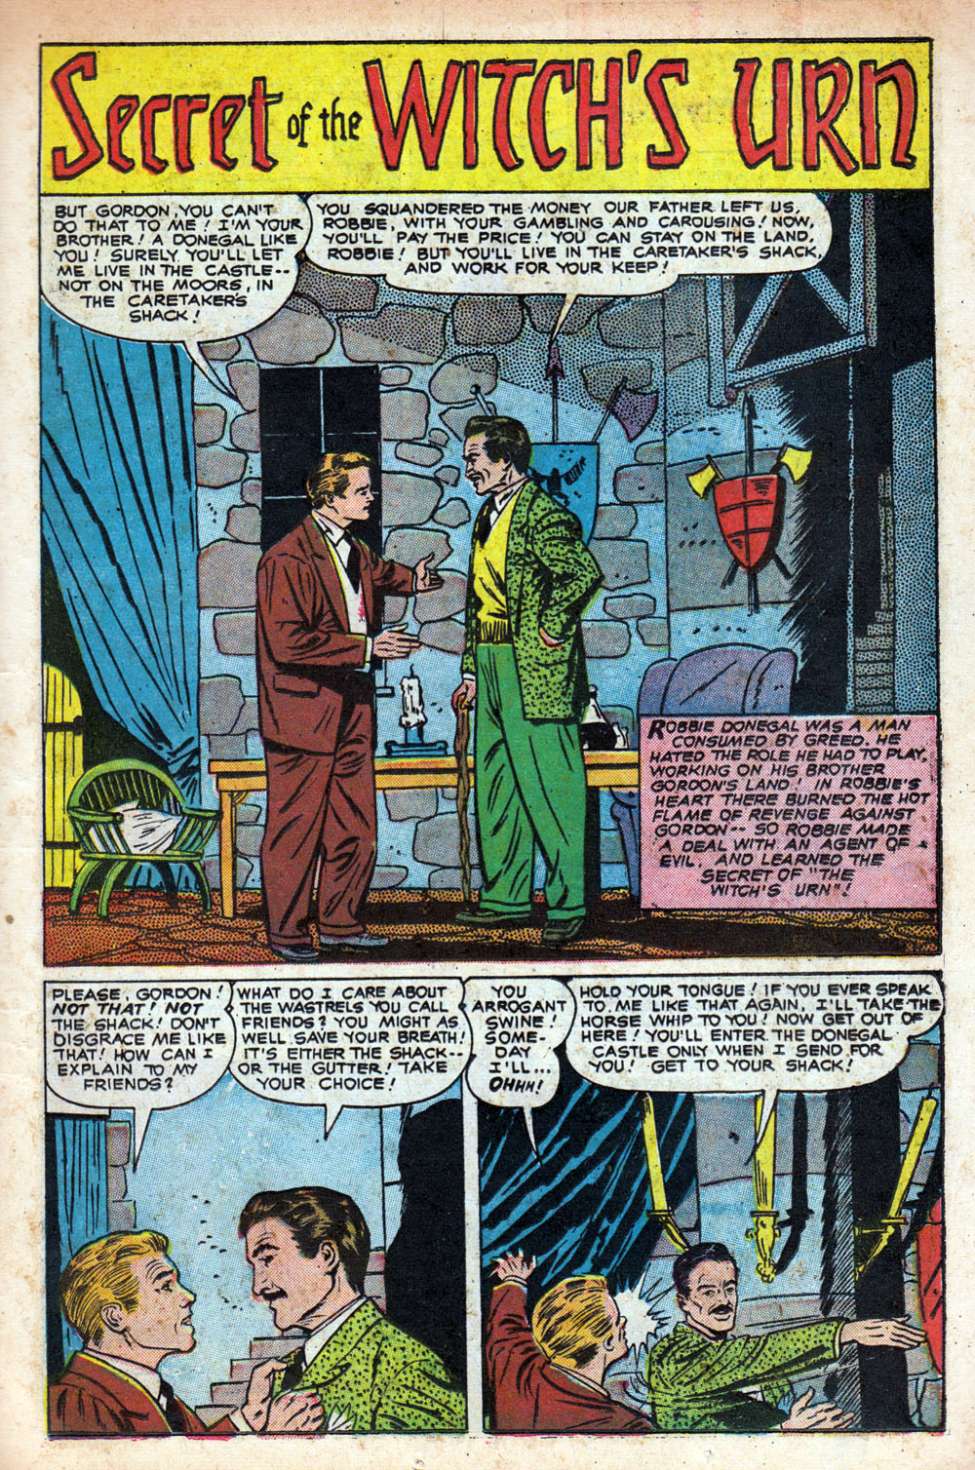 Secret of the WITCH'S URN
BUT GORDON, YOU CAN'T
DO THAT TO ME! I'M YOUR
BROTHER! A DONEGAL LIKE
YOU! SURELY YOU'LL LET
ME LIVE IN THE CASTLE--
NOT ON THE MOORS, IN
THE CARETAKER'S
SHACK!
YOU SQUANDERED THE MONEY OUR FATHER LEFT US,
ROBBIE, WITH YOUR GAMBLING AND CAROUSING! NOW,
YOU'LL PAY THE PRICE! YOU CAN STAY ON THE LAND,
ROBBIE! BUT YOU'LL LIVE IN THE CARETAKER'S SHACK,
AND WORK FOR YOUR KEEP!
ROBBIE DONEGAL WAS A MAN
CONSUMED BY GREED. HE
HATED THE ROLE HE HAD TO PLAY,
WORKING ON HIS BROTHER
GORDON'S LAND! IN ROBBIE'S
HEART THERE BURNED THE HOT
FLAME OF REVENGE AGAINST
GORDON-- SO ROBBIE MADE
A DEAL WITH AN AGENT OF
EVIL, AND LEARNED THE
SECRET OF "THE
WITCH'S URN"!
PLEASE, GORDON!
NOT THAT! NOT
THE SHACK! DON'T
DISGRACE ME LIKE
THAT! HOW CAN I
EXPLAIN TO MY
FRIENDS?
WHAT DO I CARE ABOUT
THE WASTRELS YOU CALL
FRIENDS? YOU MIGHT AS
WELL SAVE YOUR BREATH!
IT'S EITHER THE SHACK--
OR THE GUTTER! TAKE
YOUR CHOICE!
YOU
ARROGANT
SWINE!
SOME-
DAY
I'LL...
OHHH!
HOLD YOUR TONGUE! IF YOU EVER SPEAK
TO ME LIKE THAT AGAIN, I'LL TAKE THE
HORSE WHIP TO YOU! NOW GET OUT OF
HERE! YOU'LL ENTER THE DONEGAL
CASTLE ONLY WHEN I SEND FOR
YOU! GET TO YOUR SHACK!